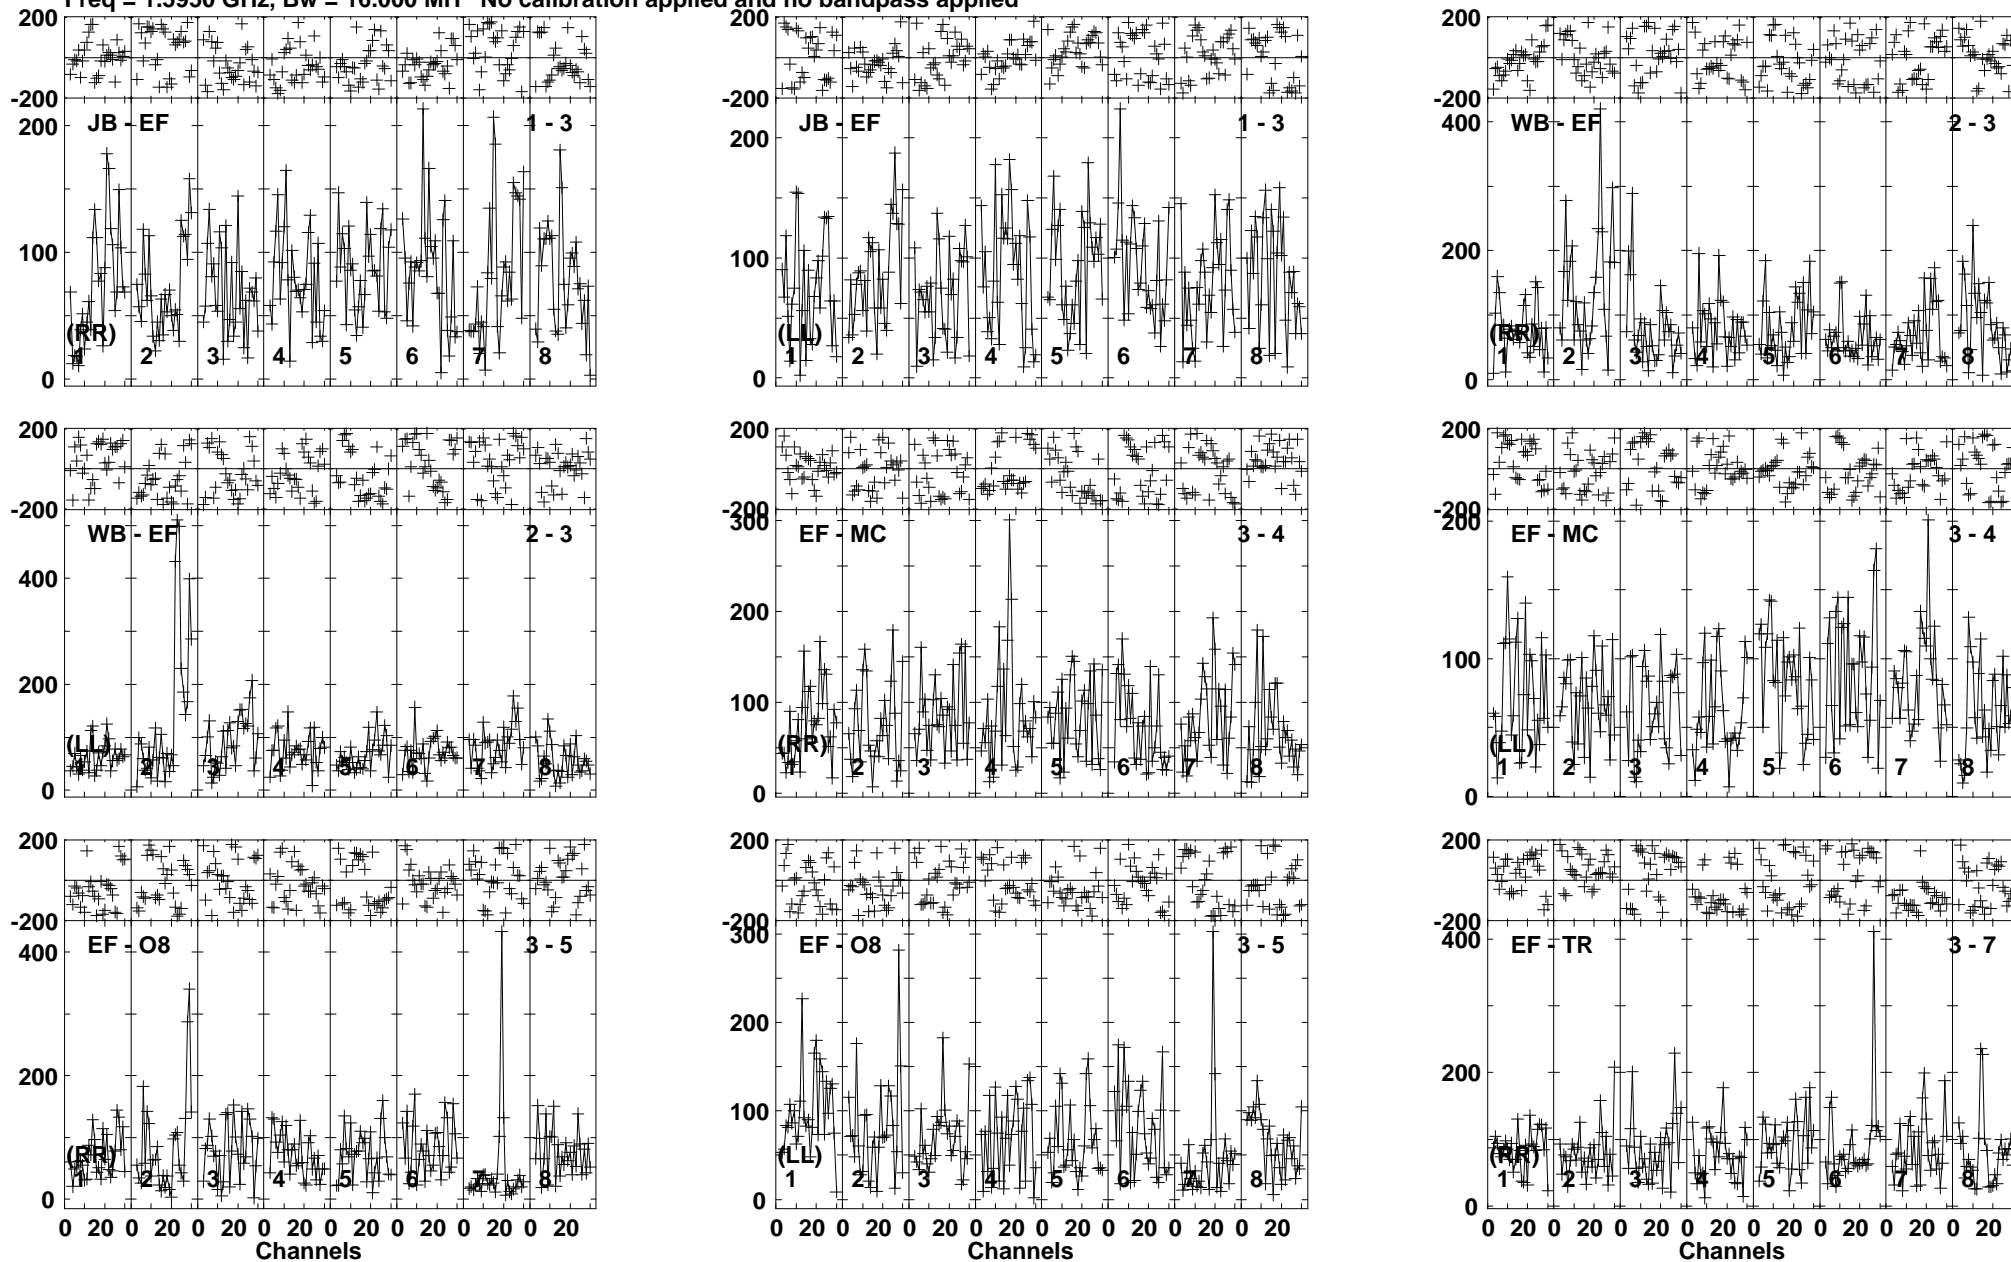 Freq = 1.5950 GHz, Bw = 16.000 MH No calibration applied and no bandpass applied
200 200 200
-200 -200 -200
JB - EF 1 - 3 JB - EF 1 - 3 WB - EF 2 - 3
200 200 400
100 100 200
(RR) (LL) (RR)
1 2 3 4 5 6 7 8 1 2 3 4 5 6 7 8 1 2 3 4 5 6 7 8
0 0 0
200 200 200
-200 -200 -200
WB - EF 2 - 3 EF - MC 3 - 4 EF - MC 3 - 4
400 300 200
200 200 100
100
(LL) (RR) (LL)
1 2 3 4 5 6 7 8 1 2 3 4 5 6 7 8 1 2 3 4 5 6 7 8
0 0 0
200 200 200
-200 -200 -200
EF - O8 3 - 5 EF - O8 3 - 5 EF - TR 3 - 7
400 300 400
200 200 200
100
(RR) (LL) (RR)
1 2 3 4 5 6 7 8 1 2 3 4 5 6 7 8 1 2 3 4 5 6 7 8
0 0 0
0 20 0 20 0 20 0 20 0 20 0 20 0 20 0 20 0 20 0 20 0 20 0 20 0 20 0 20 0 20 0 20 0 20 0 20 0 20 0 20 0 20 0 20 0 20 0 20
Channels Channels Channels